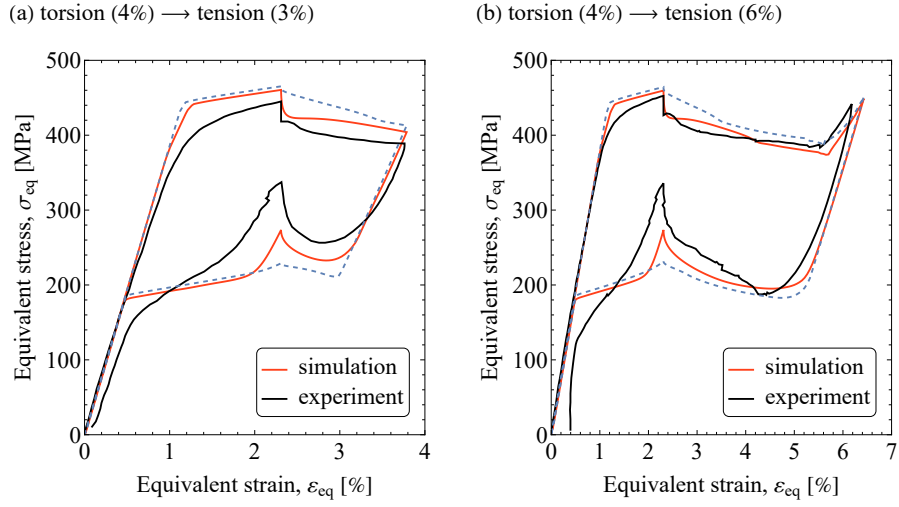 (a) torsion (4%) ⟶ tension (3%)
500
400
300
200
100
0
0 1 2 3 4
Equivalent stress, σeq [MPa]
Equivalent strain, εeq [%]
simulation
experiment
(b) torsion (4%) ⟶ tension (6%)
500
400
300
200
100
0
0 1 2 3 4 5 6 7
Equivalent stress, σeq [MPa]
Equivalent strain, εeq [%]
simulation
experiment